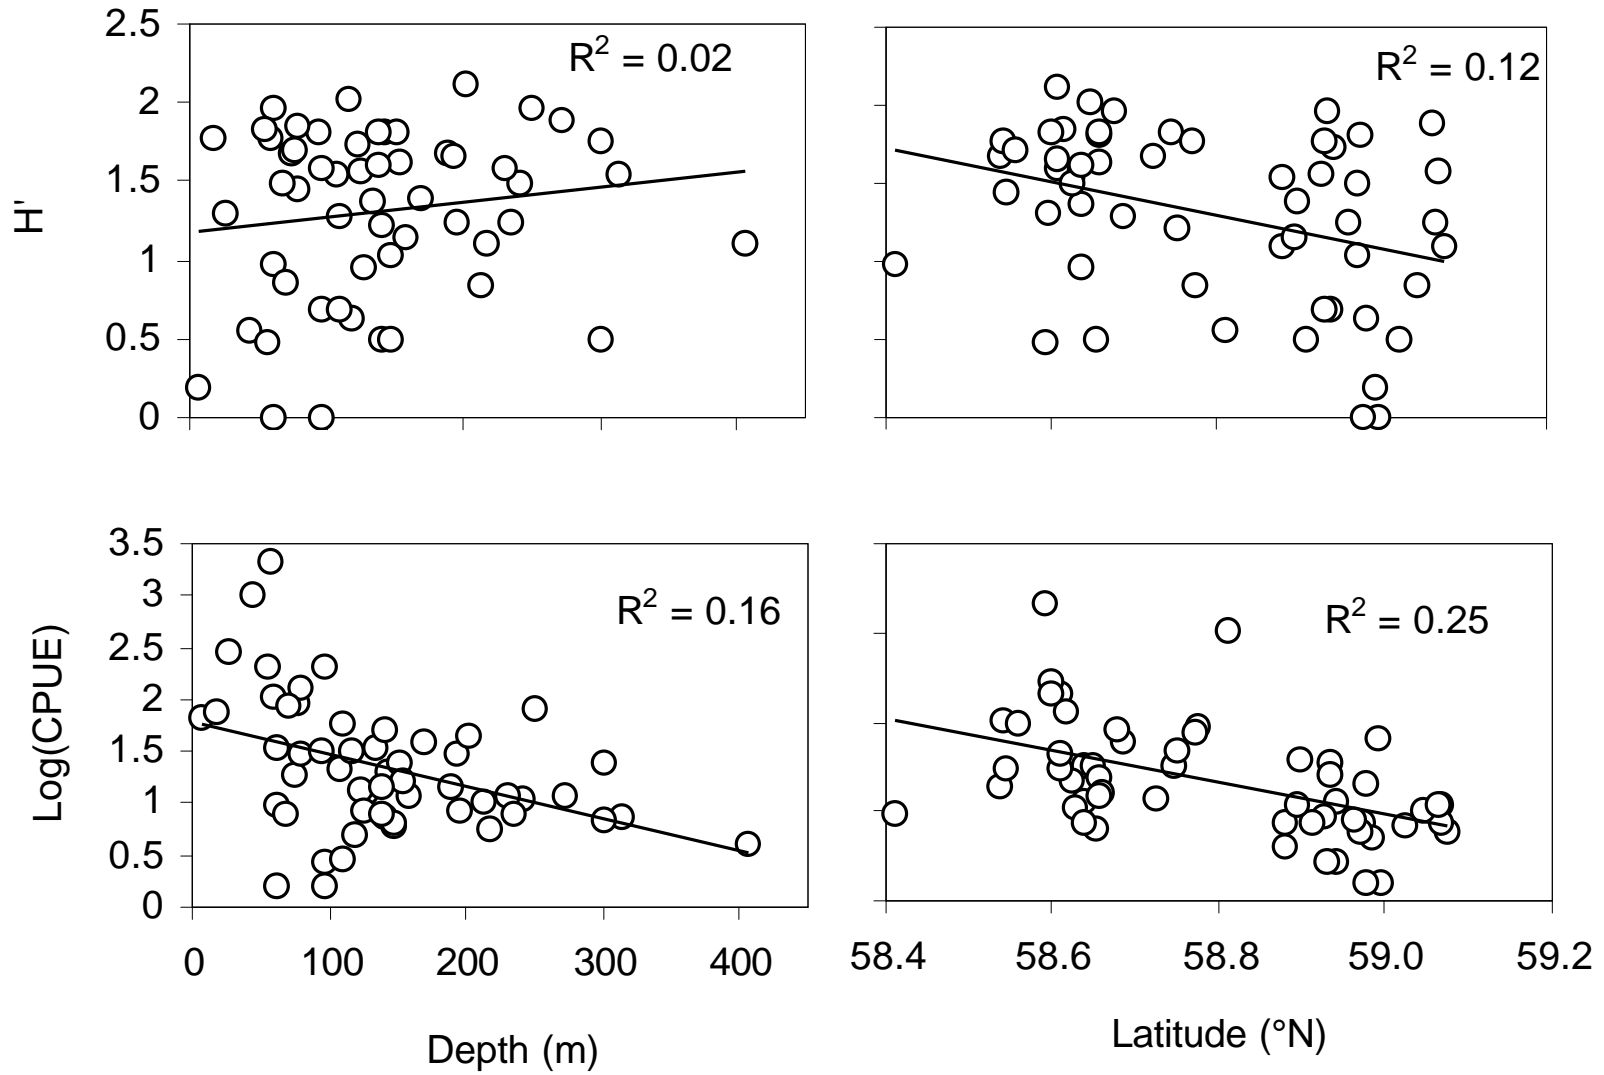 2.5
2
1.5
1
0.5
0
H'
R² = 0.02
R² = 0.12
3.5
3
2.5
2
1.5
1
0.5
0
Log(CPUE)
R² = 0.16
R² = 0.25
0 100 200 300 400
58.4 58.6 58.8 59.0 59.2
Depth (m)
Latitude (°N)